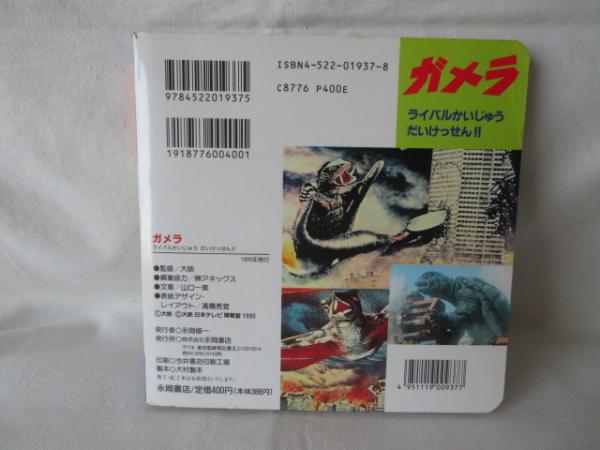 ISBN4-522-01937-8
C8776 P400E
9784522019375
1918776004001
ガメラ
ライバルかいじゅう
だいけっせん!!
ガメラ
ライバルかいじゅう だいけっせん!!
1995年発行
●監修/大映
●編集協力/㈱アネックス
●文章/山口一美
●表紙デザイン・
レイアウト/高橋秀宜
©大映 ©大映 日本テレビ 博報堂 1995
発行者◎永岡修一
発行所◎株式会社永岡書店
印刷◎今井書店印刷工場
製本◎大村製本
永岡書店/定価400円(本体388円)
4951119009377